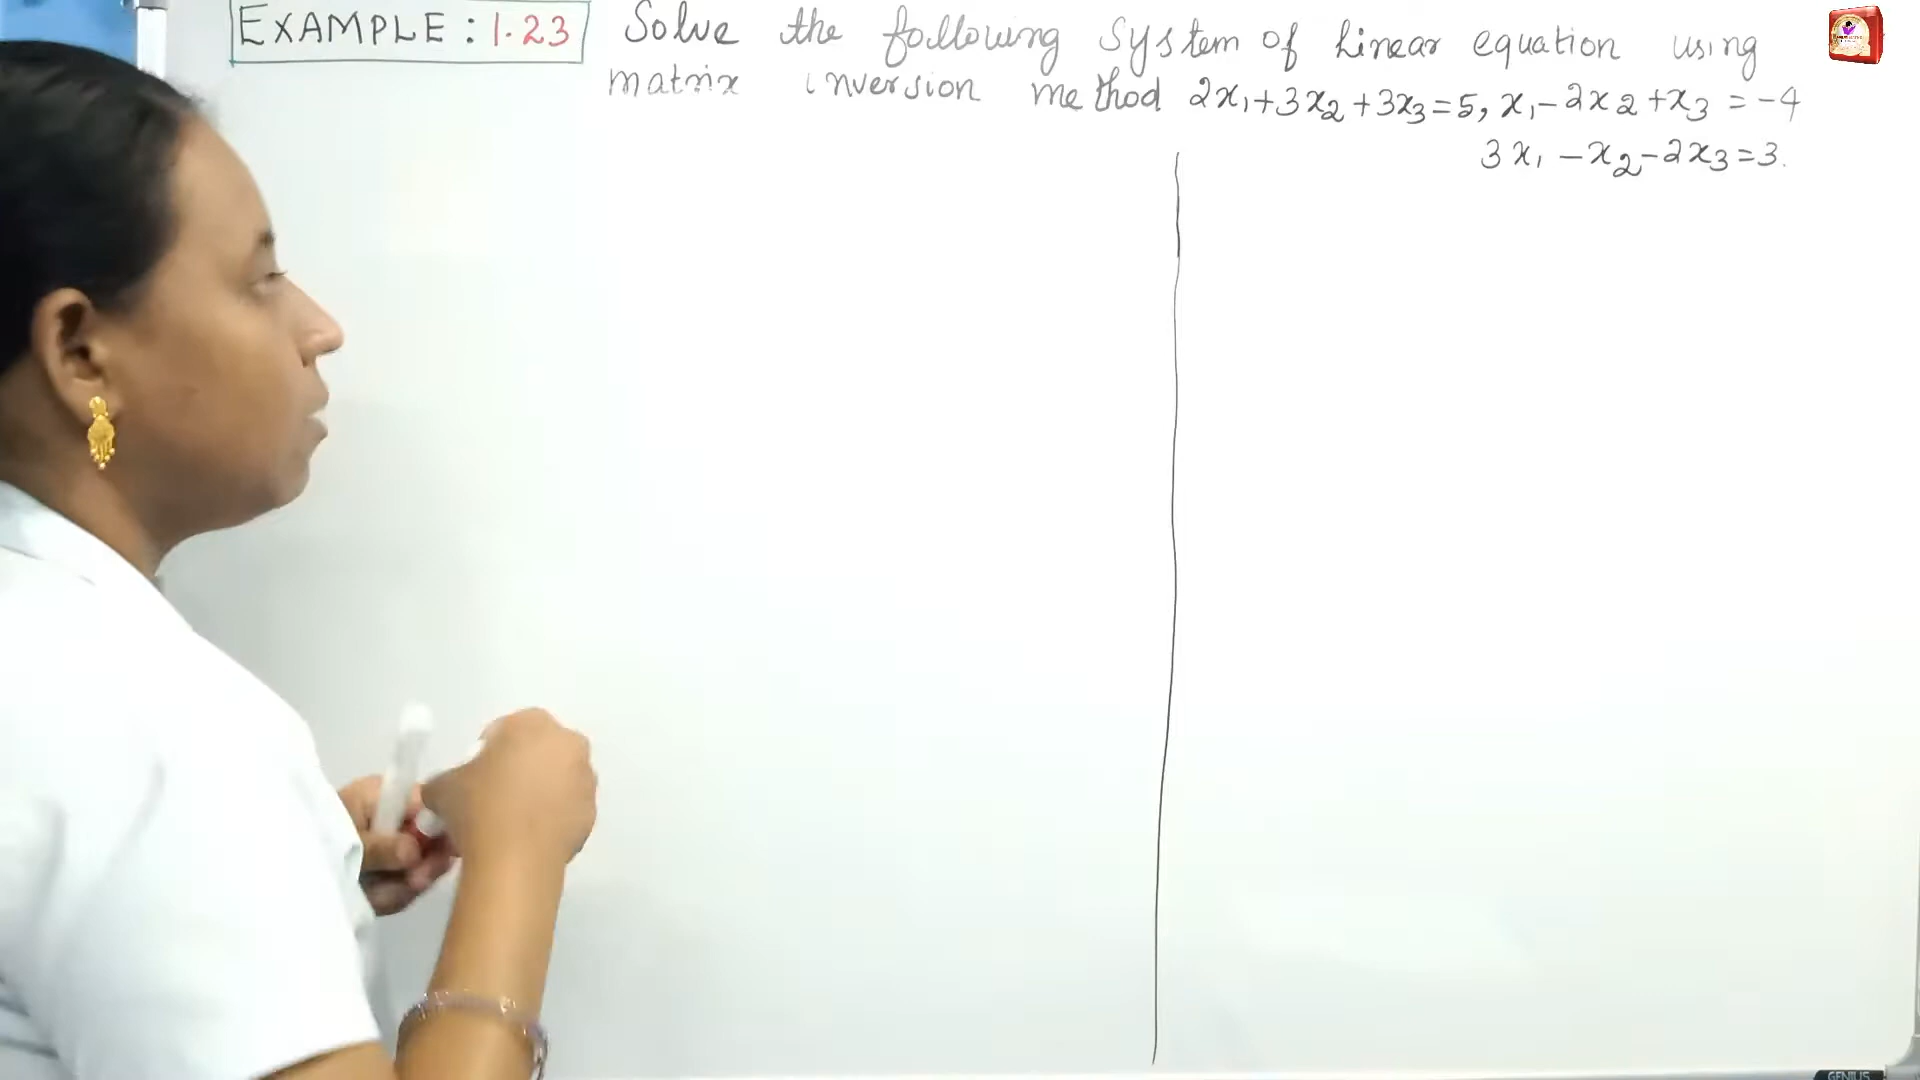 EXAMPLE : 1.23 Solve the following System of Linear equation using
matrix inversion method 2x₁+3x₂+3x₃=5, x₁-2x₂+x₃=-4
3x₁-x₂-2x₃=3.
GENIUS